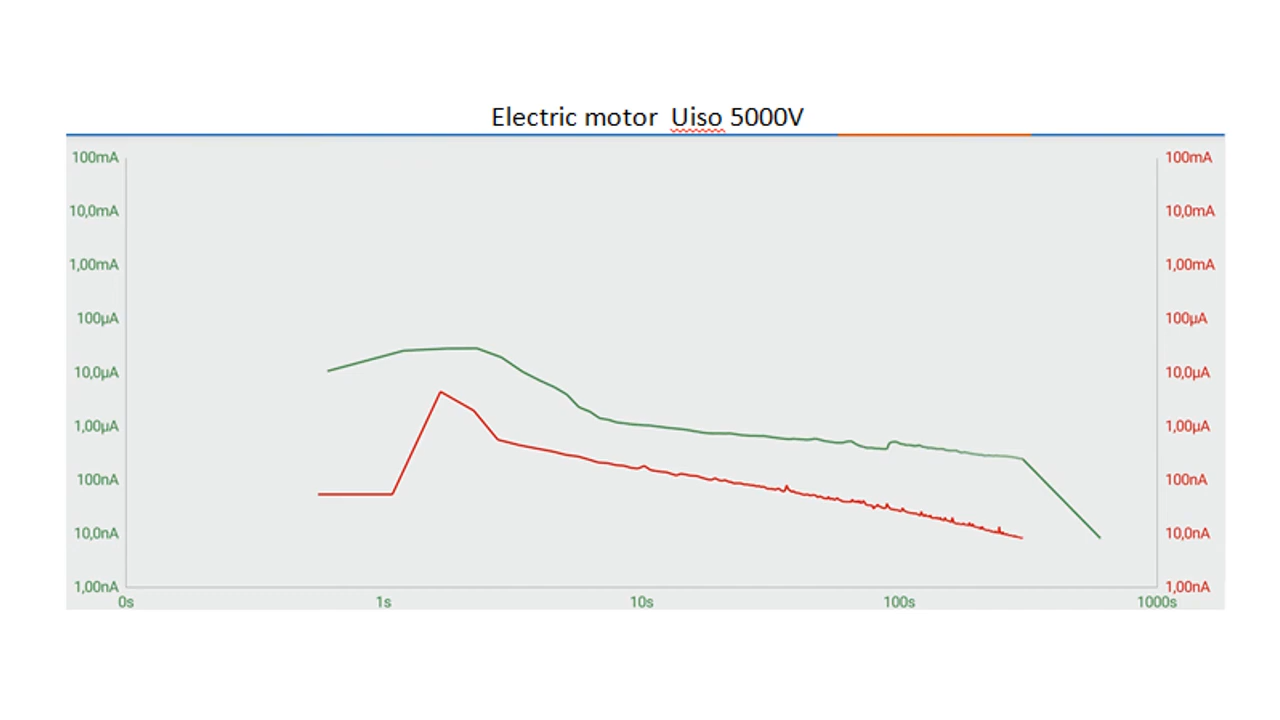 Electric motor Uiso 5000V
100mA 100mA
10,0mA 10,0mA
1,00mA 1,00mA
100µA 100µA
10,0µA 10,0µA
1,00µA 1,00µA
100nA 100nA
10,0nA 10,0nA
1,00nA 1,00nA
0s 1s 10s 100s 1000s